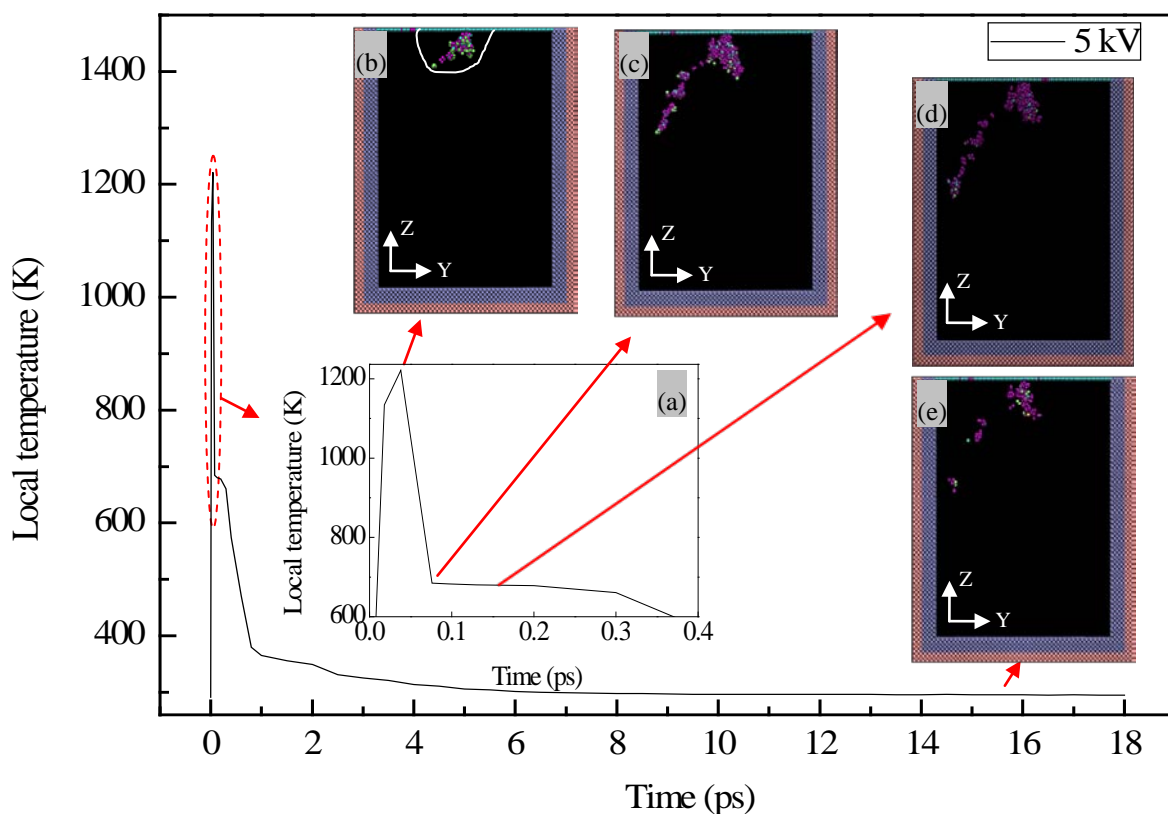 5 kV
1400
1200
1000
800
600
400
Local temperature (K)
0 2 4 6 8 10 12 14 16 18
Time (ps)
(b)
Z
Y
(c)
Z
Y
(d)
Z
Y
(e)
Z
Y
(a)
1200
1000
800
600
Local temperature (K)
0.0 0.1 0.2 0.3 0.4
Time (ps)